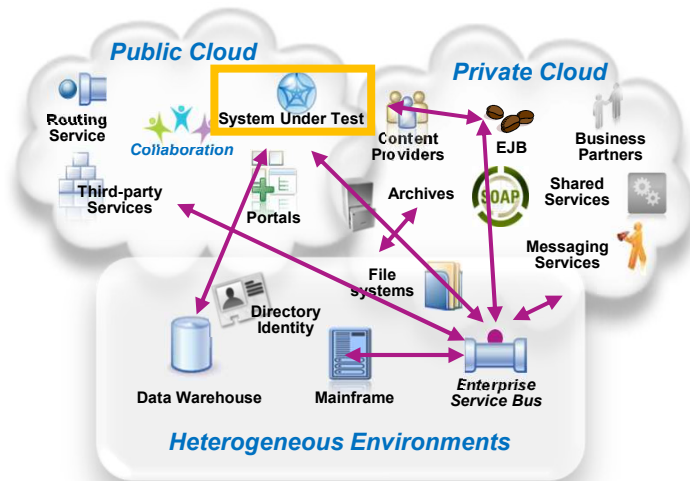 Public Cloud
Private Cloud
Routing
Service
Collaboration
System Under Test
Content
Providers
EJB
Business
Partners
Third-party
Services
Portals
Archives
SOAP
Shared
Services
Messaging
Services
File
systems
Directory
Identity
Data Warehouse
Mainframe
Enterprise
Service Bus
Heterogeneous Environments